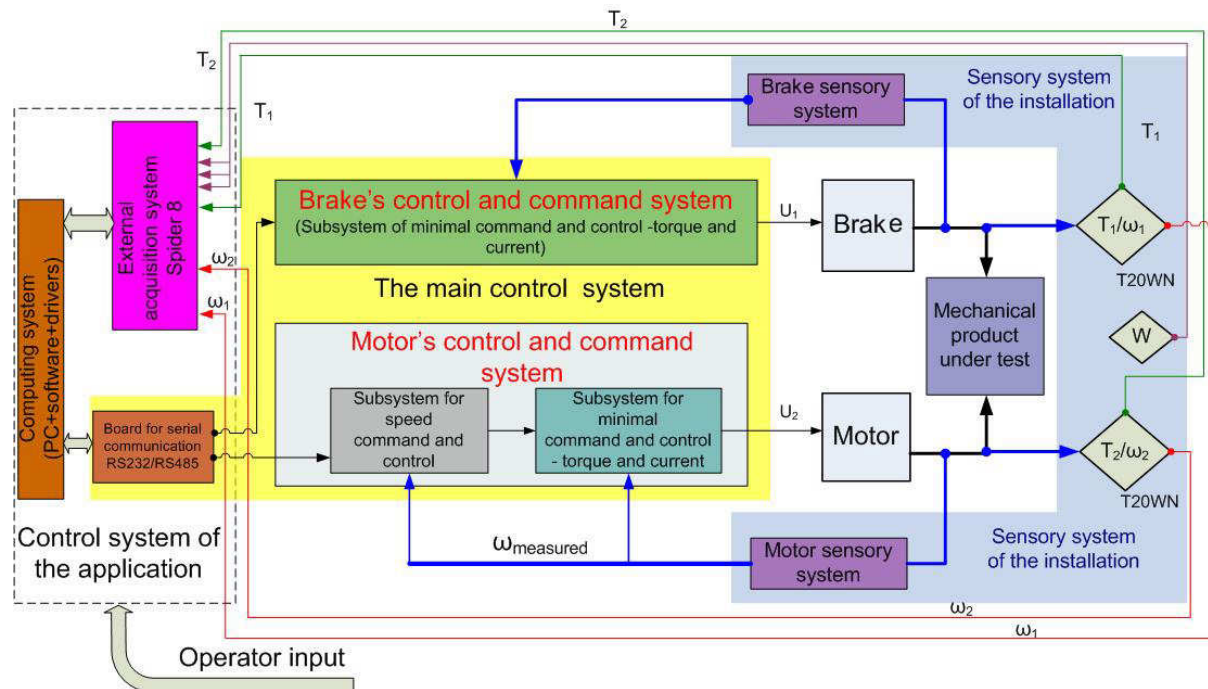 T₂
T₂
T₁
Sensory system
of the installation
Brake sensory
system
T₁
External
acquisition system
Spider 8
Brake's control and command system
(Subsystem of minimal command and control -torque and
current)
U₁
Brake
T₁/ω₁
T20WN
ω₂
ω₁
The main control system
Computing system
(PC+software+drivers)
Mechanical
product
under test
W
Motor's control and command
system
Subsystem for
speed
command and
control
Subsystem for
minimal
command and control
- torque and current
U₂
Motor
Board for serial
communication
RS232/RS485
T₂/ω₂
T20WN
Control system of
the application
ωmeasured
Motor sensory
system
Sensory system
of the installation
ω₂
ω₁
Operator input